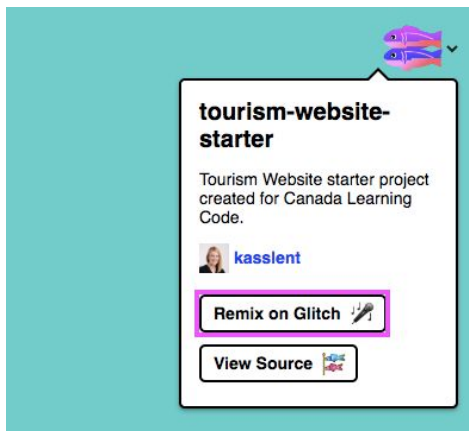 tourism-website-
starter
Tourism Website starter project
created for Canada Learning
Code.
kasslent
Remix on Glitch
View Source